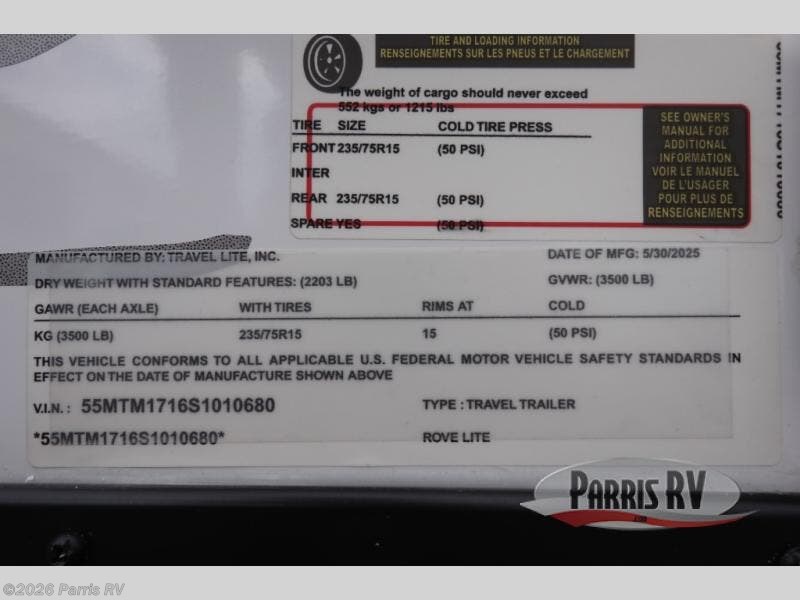 TIRE AND LOADING INFORMATION
RENSEIGNEMENTS SUR LES PNEUS ET LE CHARGEMENT
The weight of cargo should never exceed
552 kgs or 1215 lbs
TIRE SIZE COLD TIRE PRESS
FRONT 235/75R15 (50 PSI)
INTER
REAR 235/75R15 (50 PSI)
SPARE YES (50 PSI)
SEE OWNER'S
MANUAL FOR
ADDITIONAL
INFORMATION
VOIR LE MANUEL
DE L'USAGER
POUR PLUS DE
RENSEIGNEMENTS
MANUFACTURED BY: TRAVEL LITE, INC. DATE OF MFG: 5/30/2025
DRY WEIGHT WITH STANDARD FEATURES: (2203 LB) GVWR: (3500 LB)
GAWR (EACH AXLE) WITH TIRES RIMS AT COLD
KG (3500 LB) 235/75R15 15 (50 PSI)
THIS VEHICLE CONFORMS TO ALL APPLICABLE U.S. FEDERAL MOTOR VEHICLE SAFETY STANDARDS IN
EFFECT ON THE DATE OF MANUFACTURE SHOWN ABOVE
V.I.N. : 55MTM1716S1010680 TYPE : TRAVEL TRAILER
*55MTM1716S1010680* ROVE LITE
PARRIS RV
©2026 Parris RV